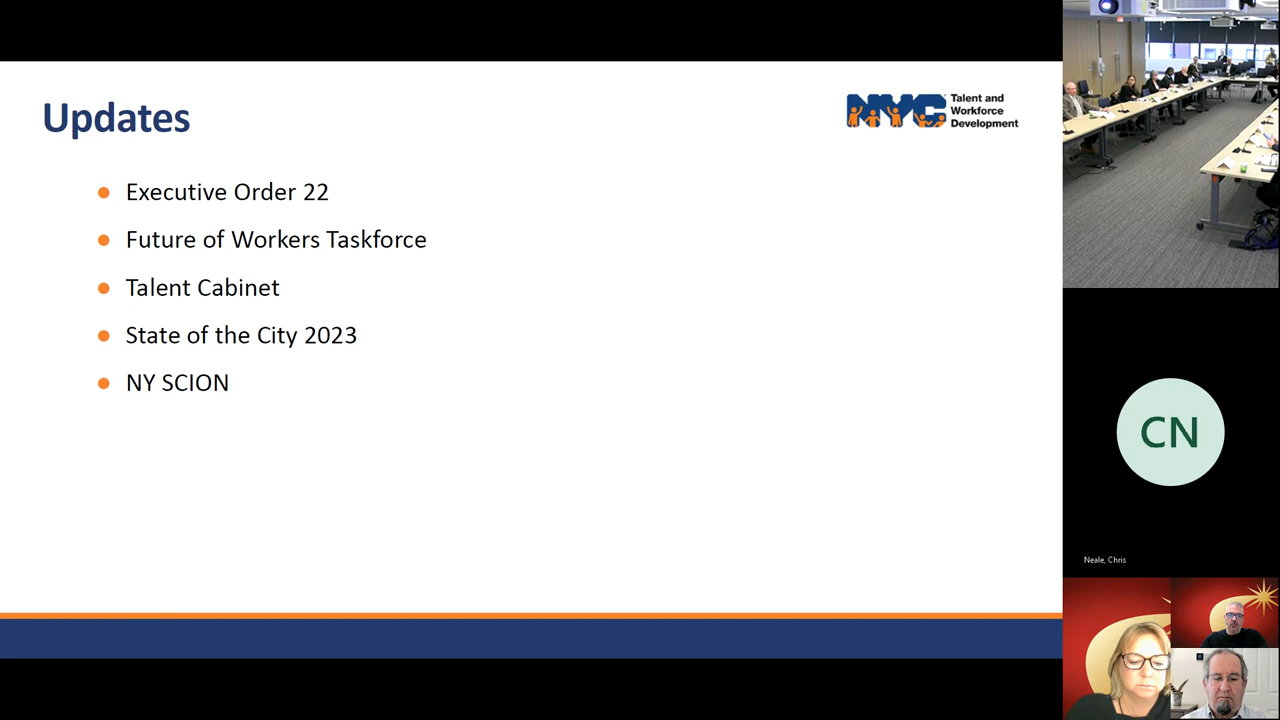 Updates
NYC Talent and
Workforce
Development
Executive Order 22
Future of Workers Taskforce
Talent Cabinet
State of the City 2023
NY SCION
CN
Neale, Chris